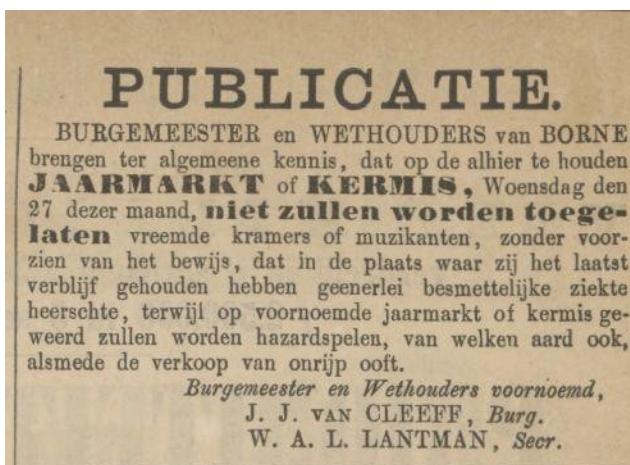 PUBLICATIE.
BURGEMEESTER en WETHOUDERS van BORNE
brengen ter algemeene kennis, dat op de alhier te houden
JAARMARKT of KERMIS, Woensdag den
27 dezer maand, niet zullen worden toege-
laten vreemde kramers of muzikanten, zonder voor-
zien van het bewijs, dat in de plaats waar zij het laatst
verblijf gehouden hebben geenerlei besmettelijke ziekte
heerschte, terwijl op voornoemde jaarmarkt of kermis ge-
weerd zullen worden hazardspelen, van welken aard ook,
alsmede de verkoop van onrijp ooft.
Burgemeester en Wethouders voornoemd,
J. J. VAN CLEEFF, Burg.
W. A. L. LANTMAN, Secr.